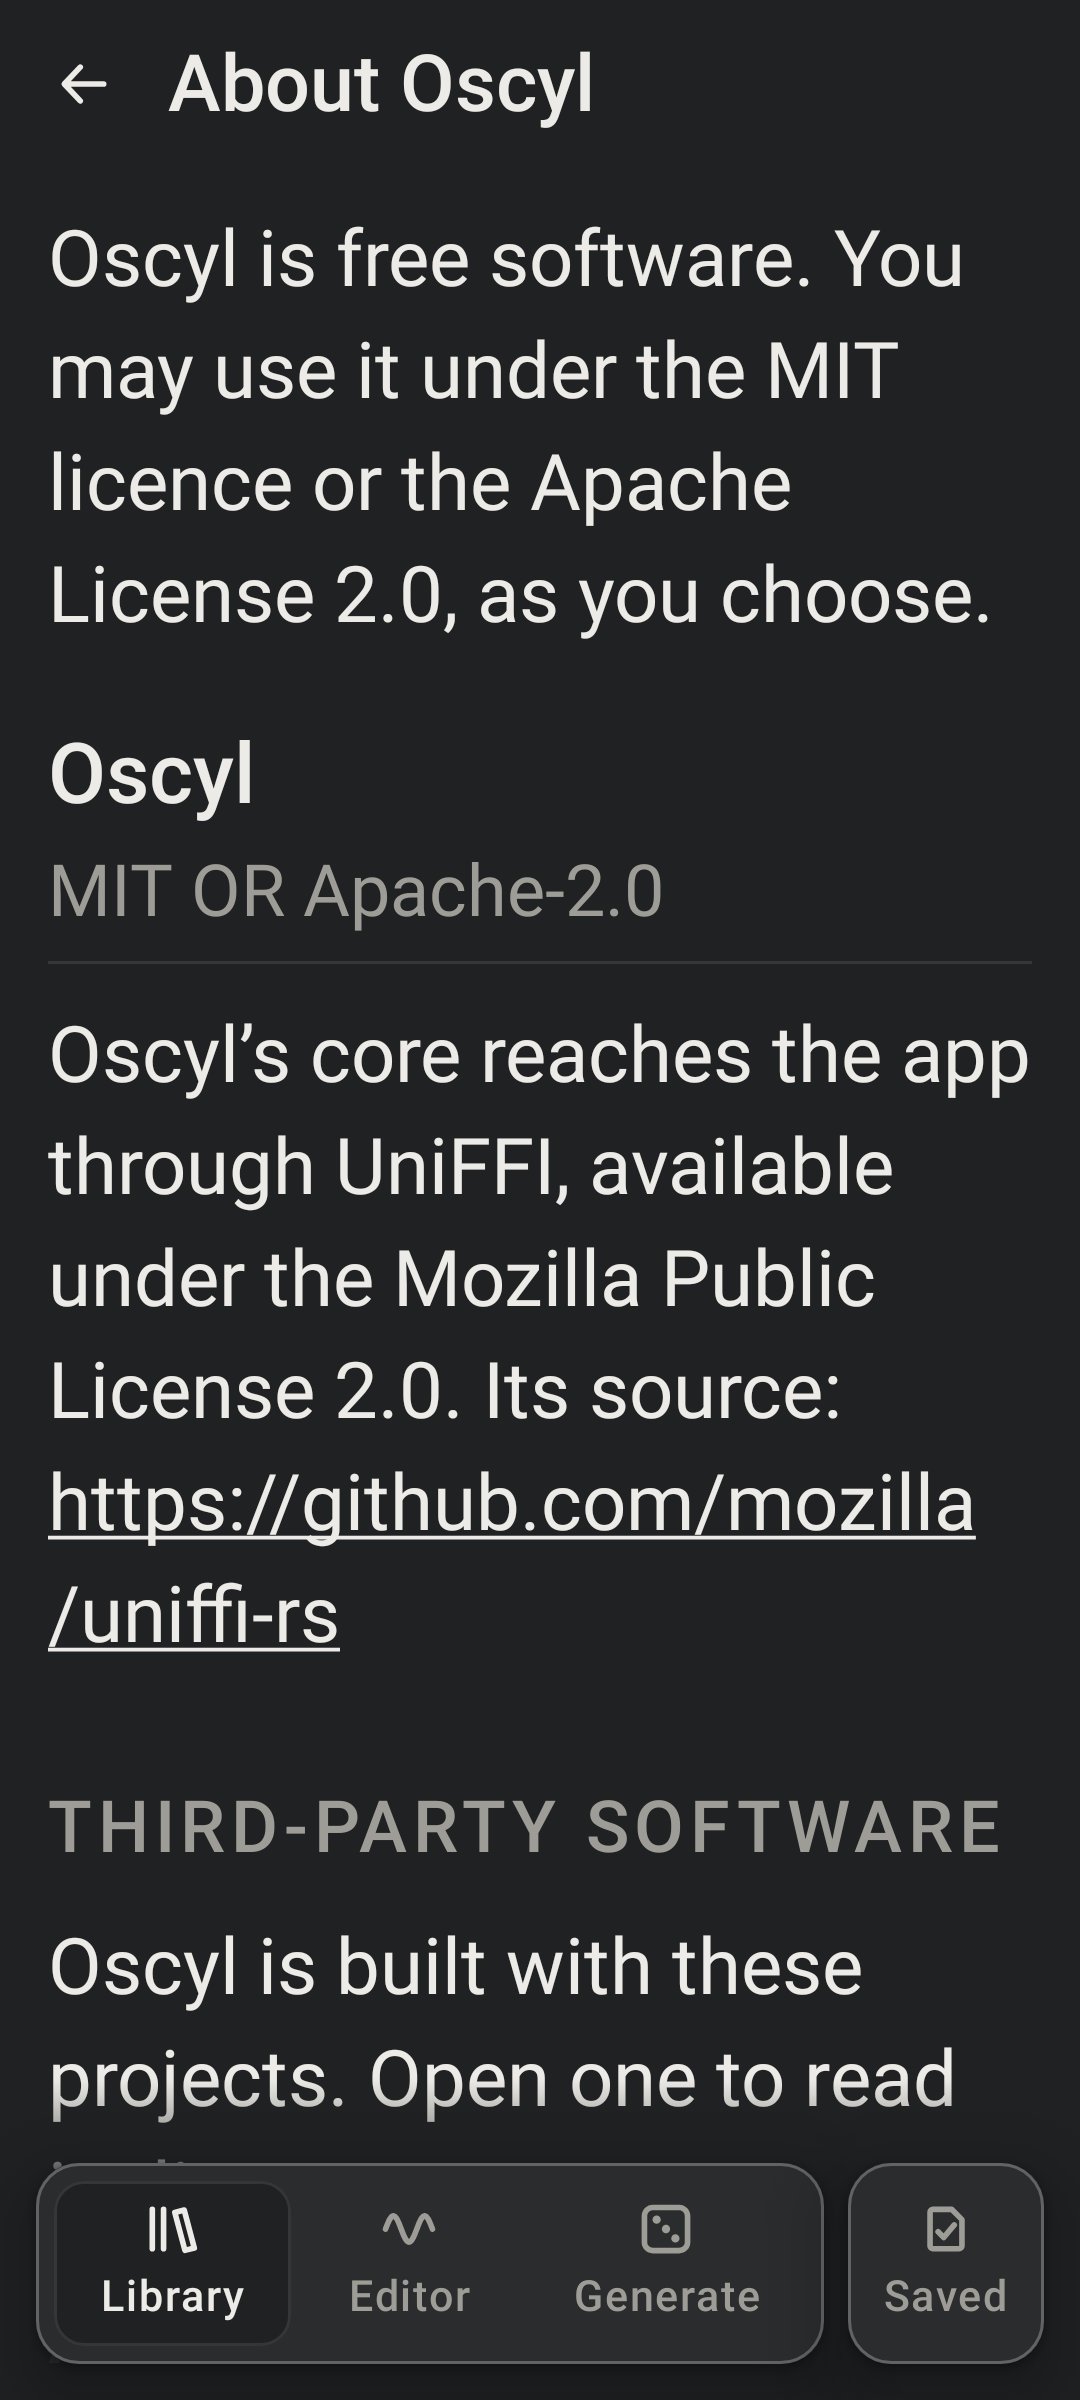 About Oscyl
Oscyl is free software. You
may use it under the MIT
licence or the Apache
License 2.0, as you choose.
Oscyl
MIT OR Apache-2.0
Oscyl’s core reaches the app
through UniFFI, available
under the Mozilla Public
License 2.0. Its source:
https://github.com/mozilla
/uniffi-rs
THIRD-PARTY SOFTWARE
Oscyl is built with these
projects. Open one to read
Library
Editor
Generate
Saved